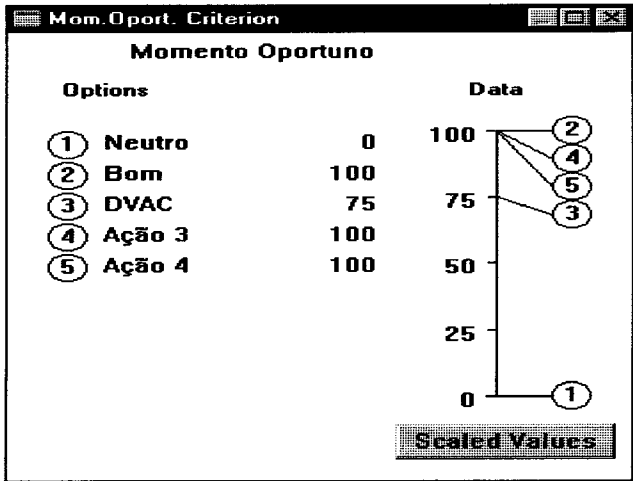 Mom.Oport. Criterion
Momento Oportuno
Options Data
1 Neutro 0
2 Bom 100
3 DVAC 75
4 Ação 3 100
5 Ação 4 100
100
75
50
25
0
2
4
5
3
1
Scaled Values